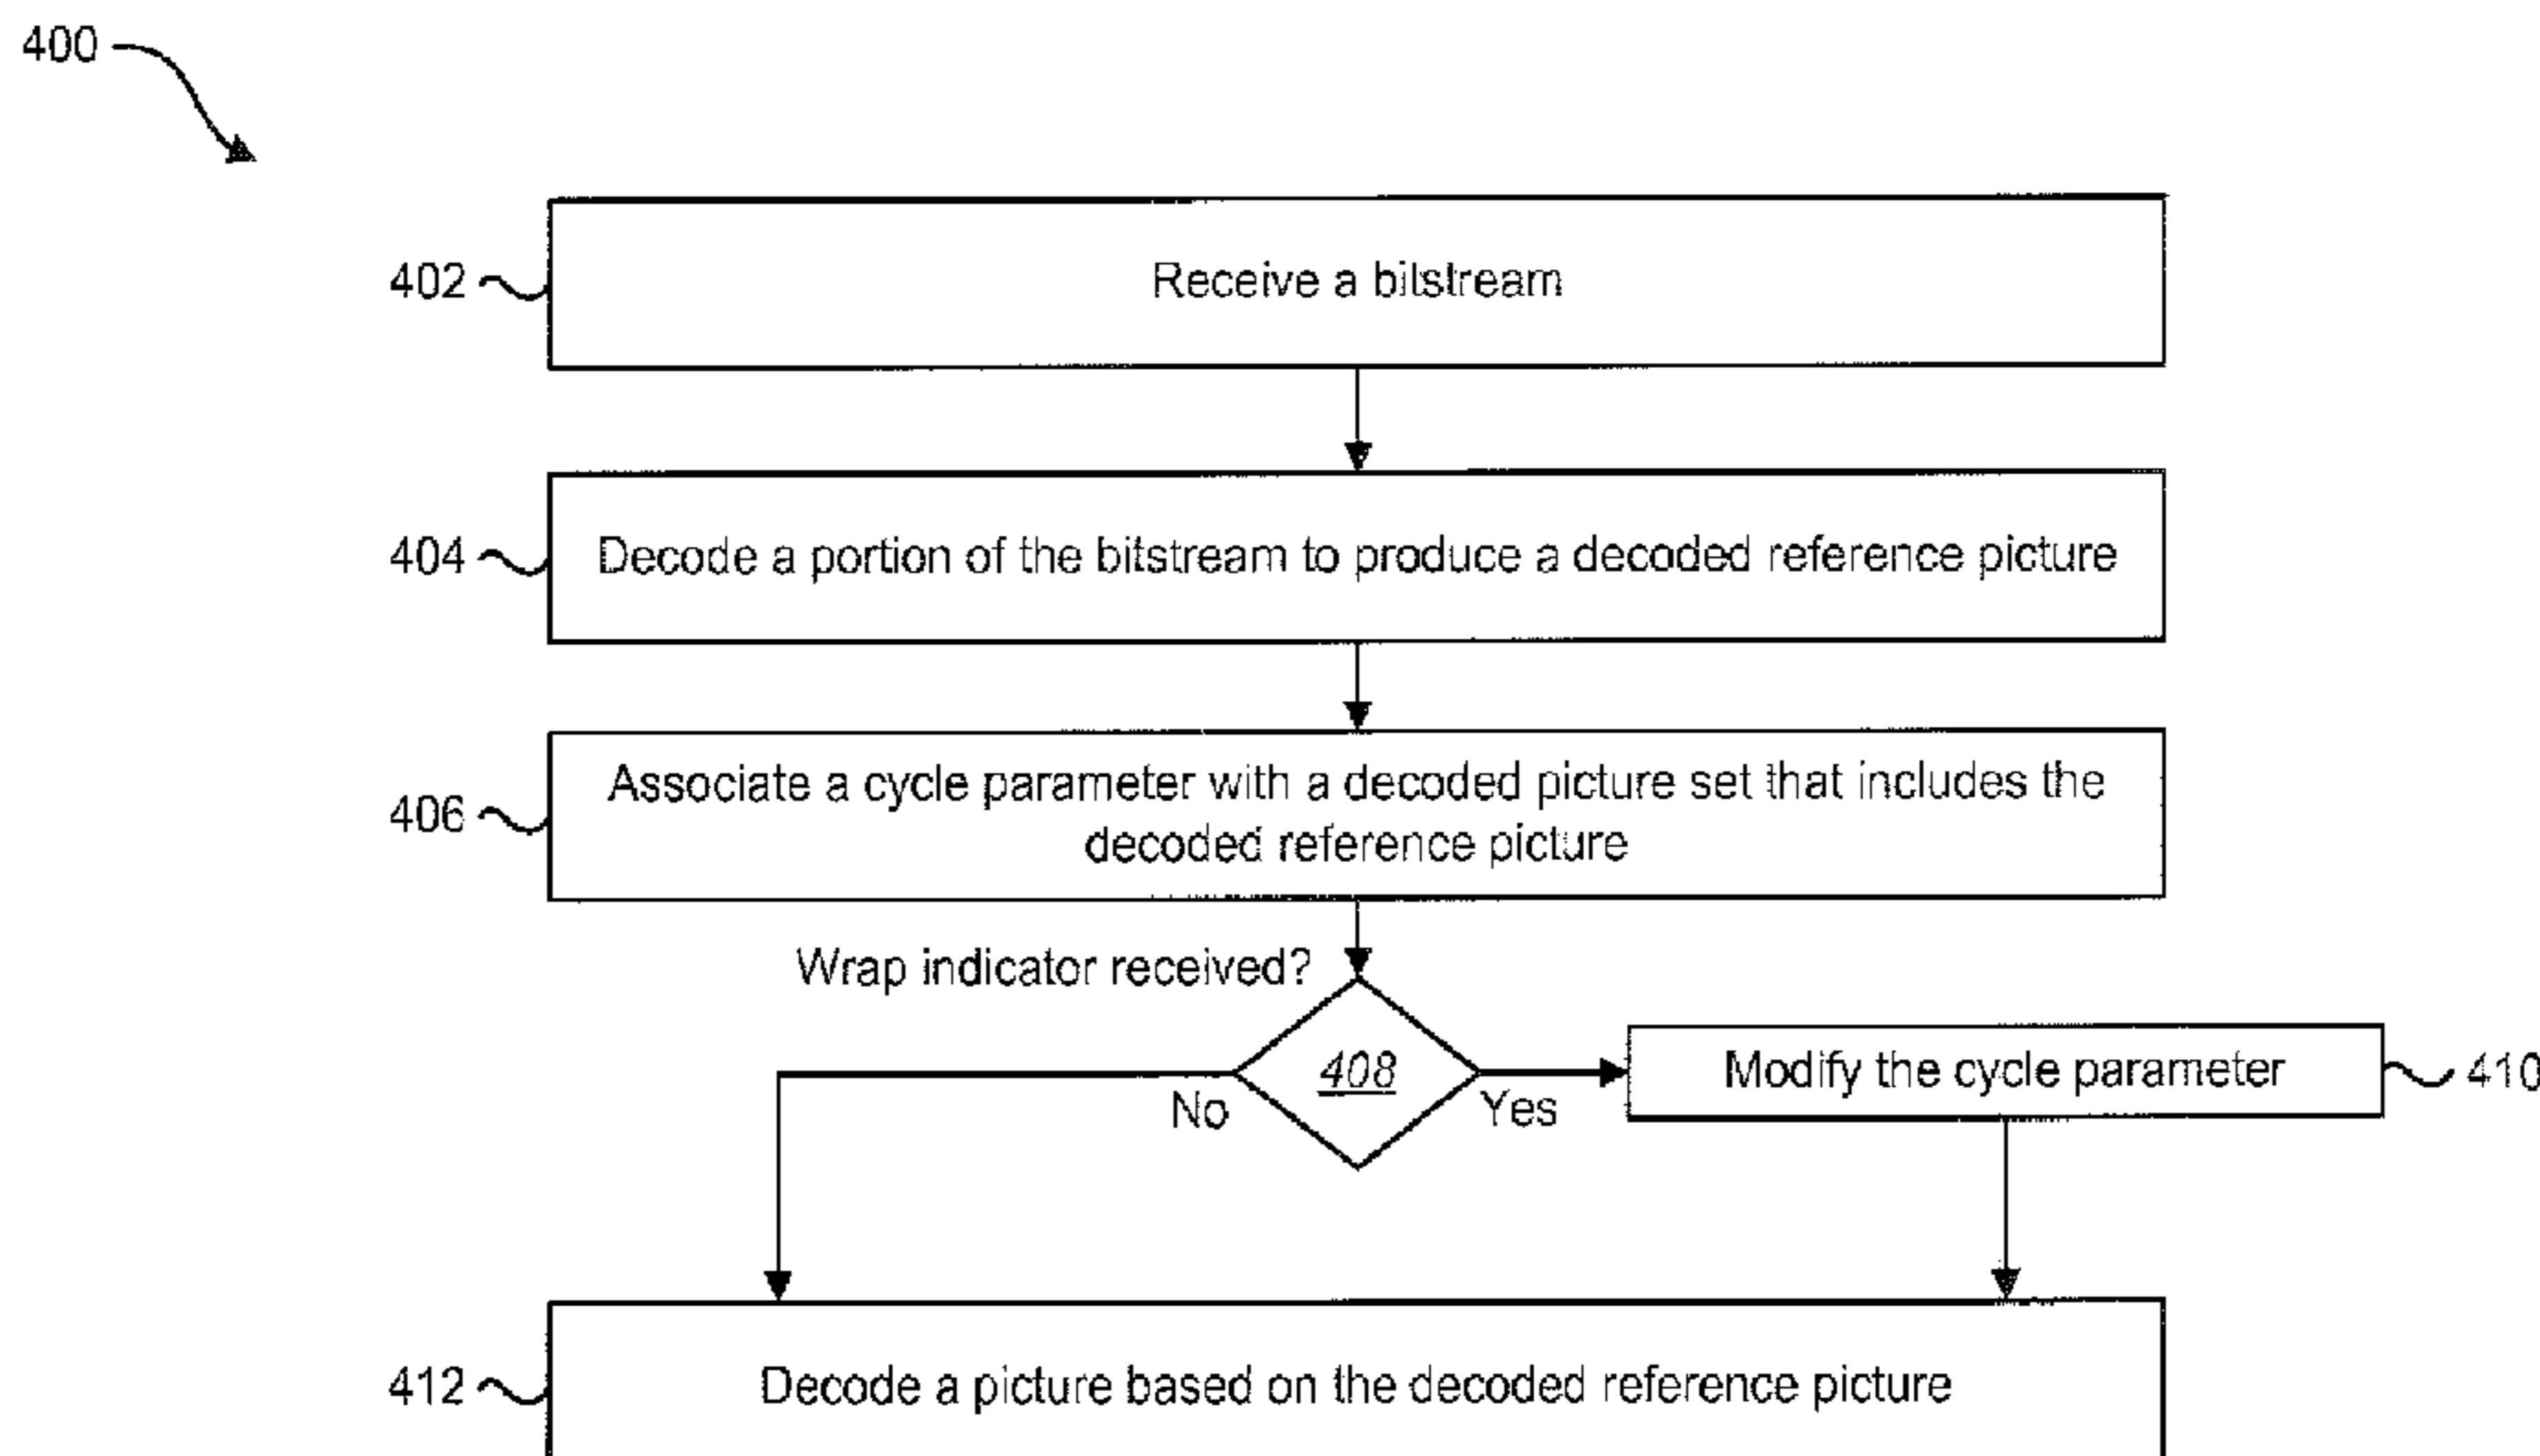 400
402
Receive a bitstream
404
Decode a portion of the bitstream to produce a decoded reference picture
406
Associate a cycle parameter with a decoded picture set that includes the
decoded reference picture
Wrap indicator received?
408
No
Yes
Modify the cycle parameter
410
412
Decode a picture based on the decoded reference picture